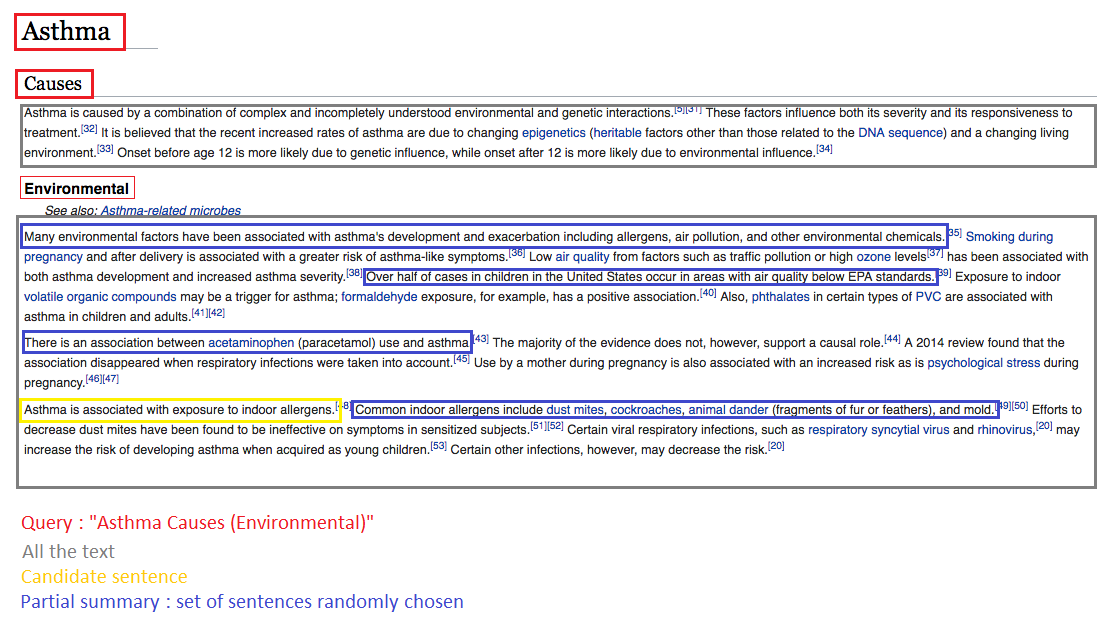 Asthma
Causes
Asthma is caused by a combination of complex and incompletely understood environmental and genetic interactions.[5][31] These factors influence both its severity and its responsiveness to
treatment.[32] It is believed that the recent increased rates of asthma are due to changing epigenetics (heritable factors other than those related to the DNA sequence) and a changing living
environment.[33] Onset before age 12 is more likely due to genetic influence, while onset after 12 is more likely due to environmental influence.[34]
Environmental
See also: Asthma-related microbes
Many environmental factors have been associated with asthma's development and exacerbation including allergens, air pollution, and other environmental chemicals.[35] Smoking during
pregnancy and after delivery is associated with a greater risk of asthma-like symptoms.[36] Low air quality from factors such as traffic pollution or high ozone levels[37] has been associated with
both asthma development and increased asthma severity.[38] Over half of cases in children in the United States occur in areas with air quality below EPA standards.[39] Exposure to indoor
volatile organic compounds may be a trigger for asthma; formaldehyde exposure, for example, has a positive association.[40] Also, phthalates in certain types of PVC are associated with
asthma in children and adults.[41][42]
There is an association between acetaminophen (paracetamol) use and asthma.[43] The majority of the evidence does not, however, support a causal role.[44] A 2014 review found that the
association disappeared when respiratory infections were taken into account.[45] Use by a mother during pregnancy is also associated with an increased risk as is psychological stress during
pregnancy.[46][47]
Asthma is associated with exposure to indoor allergens.[48] Common indoor allergens include dust mites, cockroaches, animal dander (fragments of fur or feathers), and mold.[49][50] Efforts to
decrease dust mites have been found to be ineffective on symptoms in sensitized subjects.[51][52] Certain viral respiratory infections, such as respiratory syncytial virus and rhinovirus,[20] may
increase the risk of developing asthma when acquired as young children.[53] Certain other infections, however, may decrease the risk.[20]
Query : "Asthma Causes (Environmental)"
All the text
Candidate sentence
Partial summary : set of sentences randomly chosen